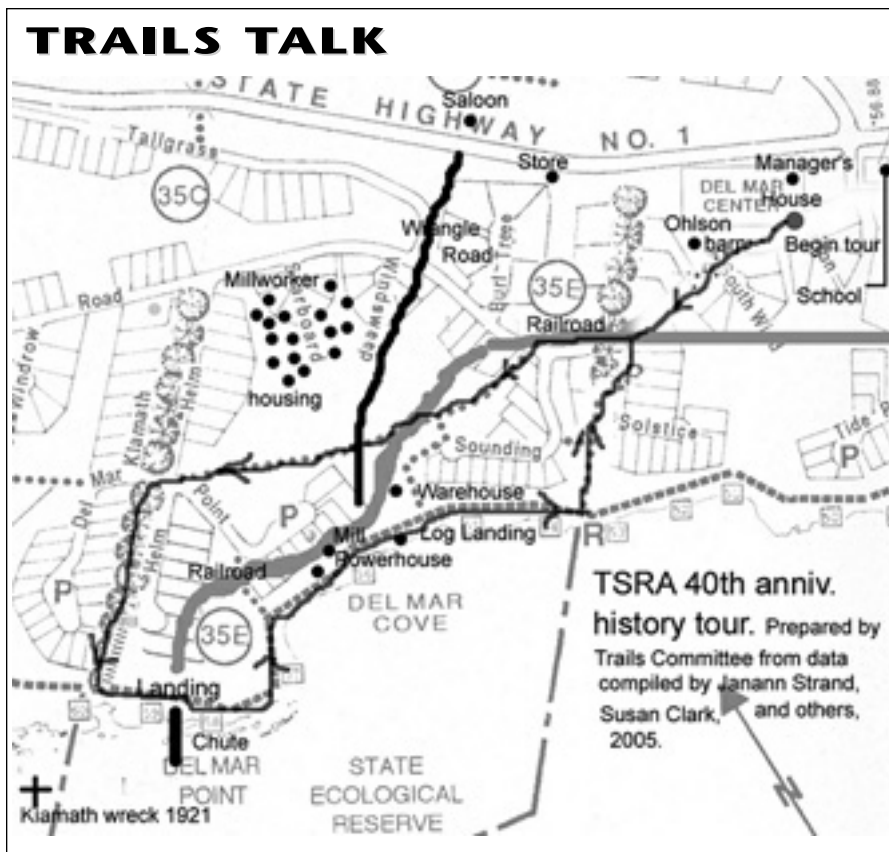 TRAILS TALK
STATE HIGHWAY NO. 1
Saloon
Tallgrass
Store
Manager's
House
DEL MAR
CENTER
35C
Wrangle
Road
Burl Tree
Ohlson
barn
Begin tour
School
Millworker
Starboard
Windsweep
35E
Railroad
South Wind
Road
Windrow
housing
Klamath
Helm
Sounding
Solstice
Tide
P
Del Mar
Point
P
Warehouse
Mill
Log Landing
Powerhouse
R
Helm
P
Railroad
DEL MAR
COVE
35E
TSRA 40th anniv.
history tour. Prepared by
Trails Committee from data
compiled by Janann Strand,
Susan Clark, and others,
2005.
Landing
Chute
DEL MAR
POINT
STATE
ECOLOGICAL
RESERVE
N
Klamath wreck 1921